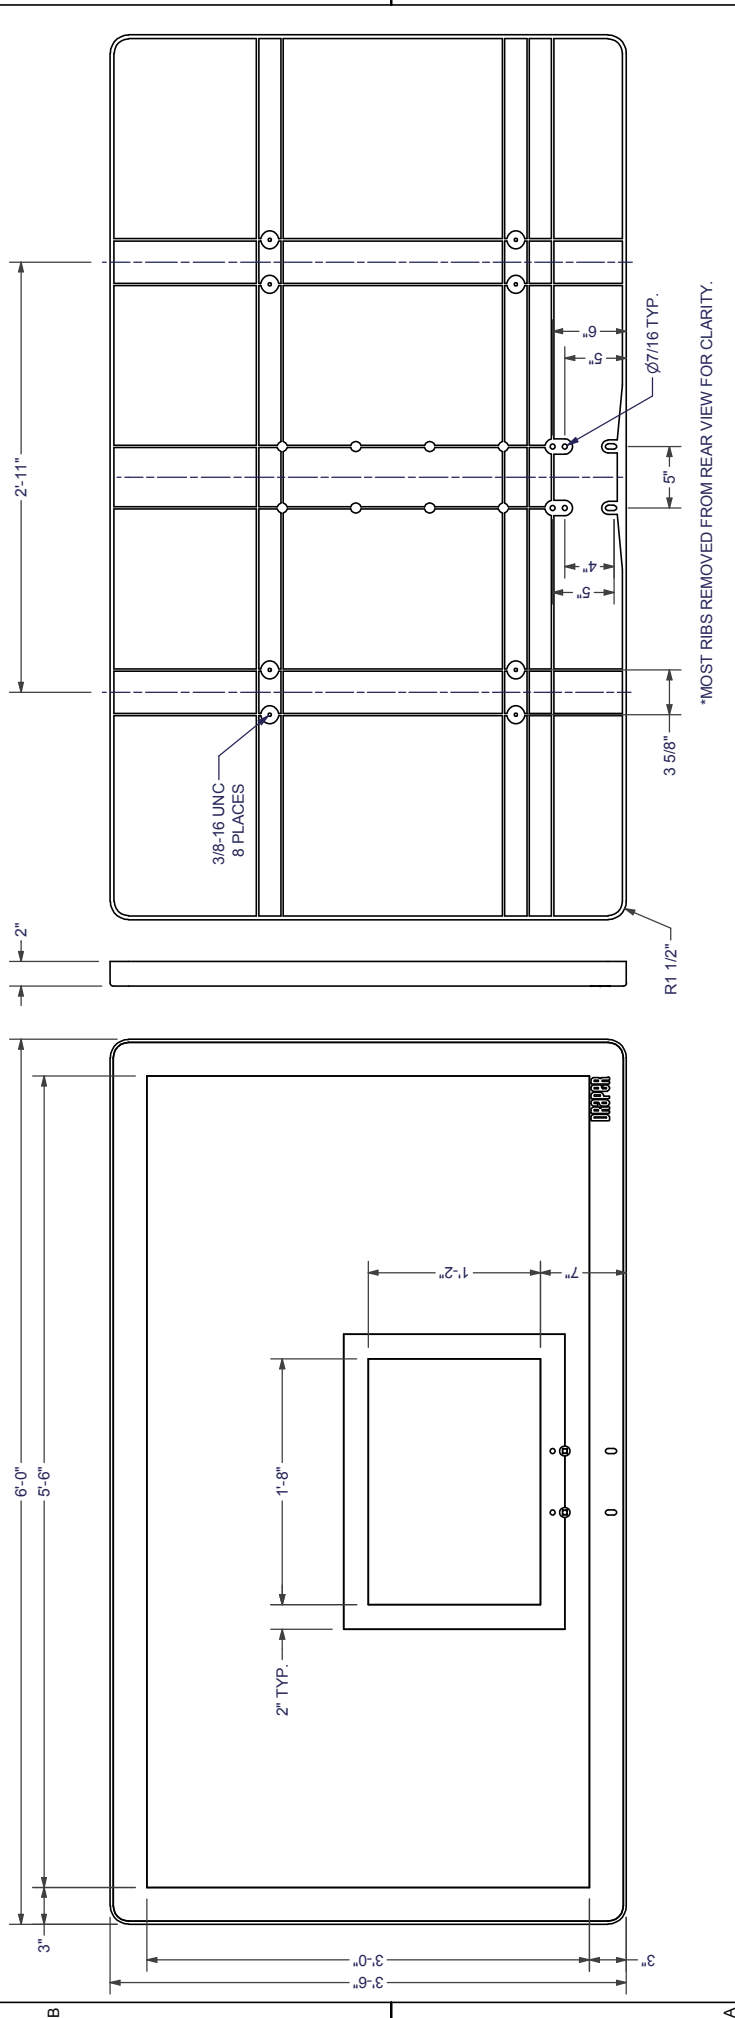 6'-0"
5'-6"
3"
3'-6"
3'-0"
3"
2" TYP.
1'-8"
1'-2"
7"
DRAPER
2"
R1 1/2"
2'-11"
3/8-16 UNC
8 PLACES
6"
5"
Ø7/16 TYP.
5"
4"
5"
3 5/8"
*MOST RIBS REMOVED FROM REAR VIEW FOR CLARITY.
B
A